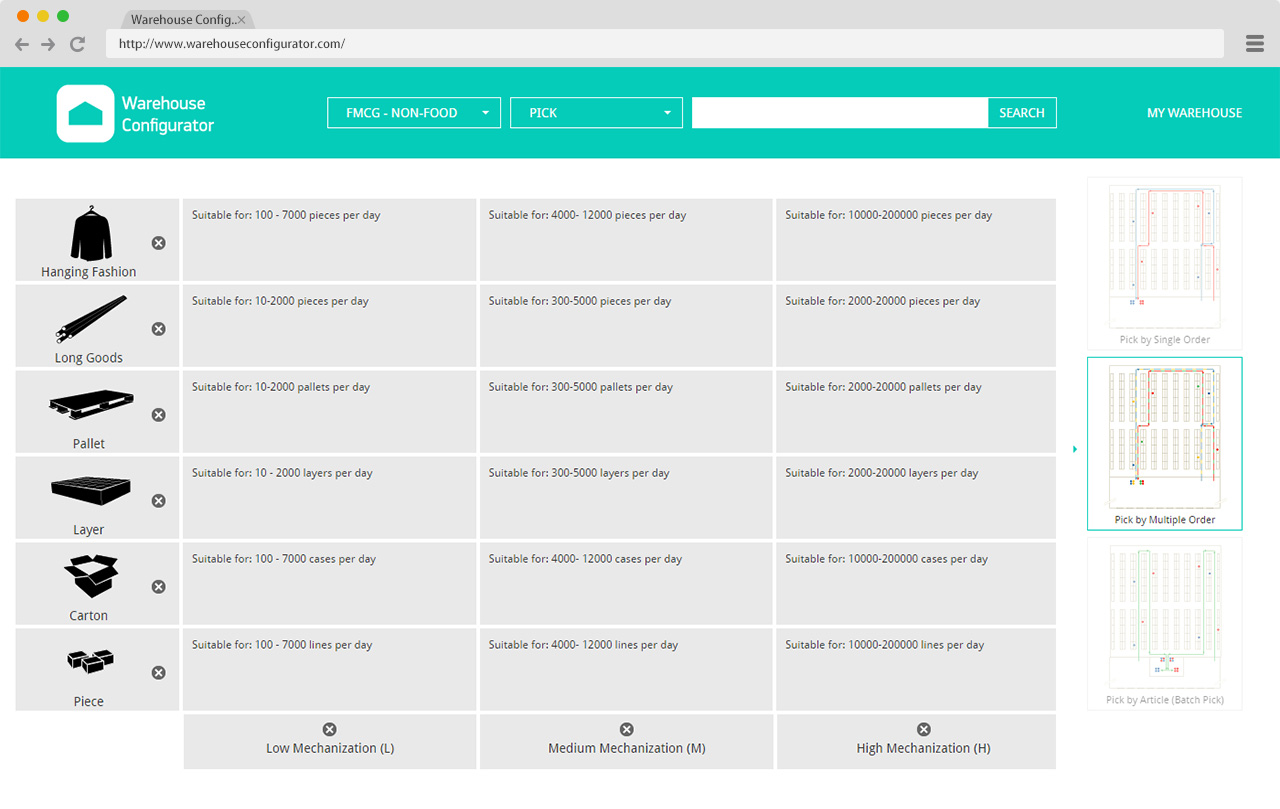 Warehouse Config..
http://www.warehouseconfigurator.com/
Warehouse
Configurator
FMCG - NON-FOOD
PICK
SEARCH
MY WAREHOUSE
Hanging Fashion
Suitable for: 100 - 7000 pieces per day
Suitable for: 4000- 12000 pieces per day
Suitable for: 10000-200000 pieces per day
Long Goods
Suitable for: 10-2000 pieces per day
Suitable for: 300-5000 pieces per day
Suitable for: 2000-20000 pieces per day
Pallet
Suitable for: 10-2000 pallets per day
Suitable for: 300-5000 pallets per day
Suitable for: 2000-20000 pallets per day
Layer
Suitable for: 10 - 2000 layers per day
Suitable for: 300-5000 layers per day
Suitable for: 2000-20000 layers per day
Carton
Suitable for: 100 - 7000 cases per day
Suitable for: 4000- 12000 cases per day
Suitable for: 10000-200000 cases per day
Piece
Suitable for: 100 - 7000 lines per day
Suitable for: 4000- 12000 lines per day
Suitable for: 10000-200000 lines per day
Low Mechanization (L)
Medium Mechanization (M)
High Mechanization (H)
Pick by Single Order
Pick by Multiple Order
Pick by Article (Batch Pick)